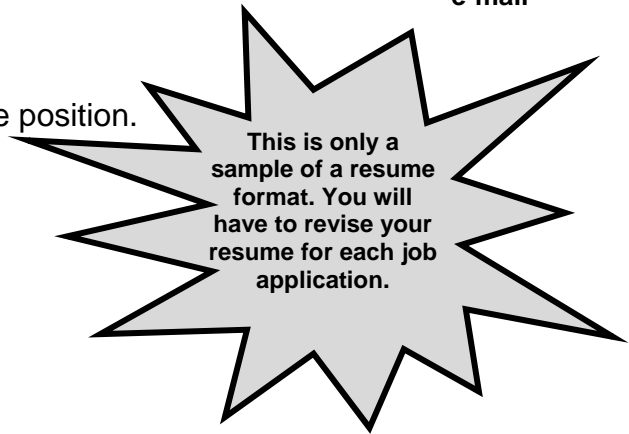 e-mail
e position.
This is only a
sample of a resume
format. You will
have to revise your
resume for each job
application.